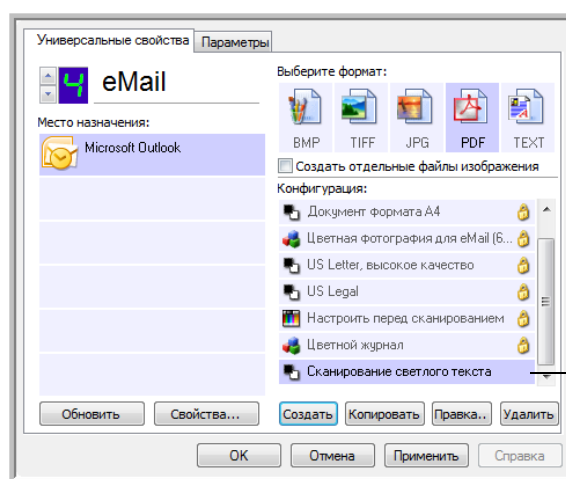 Универсальные свойства Параметры
4 eMail
Место назначения:
Microsoft Outlook
Обновить Свойства...
Выберите формат:
BMP TIFF JPG PDF TEXT
Создать отдельные файлы изображения
Конфигурация:
Документ формата A4
Цветная фотография для eMail (6...
US Letter, высокое качество
US Legal
Настроить перед сканированием
Цветной журнал
Сканирование светлого текста
Создать Копировать Правка.. Удалить
OK Отмена Применить Справка